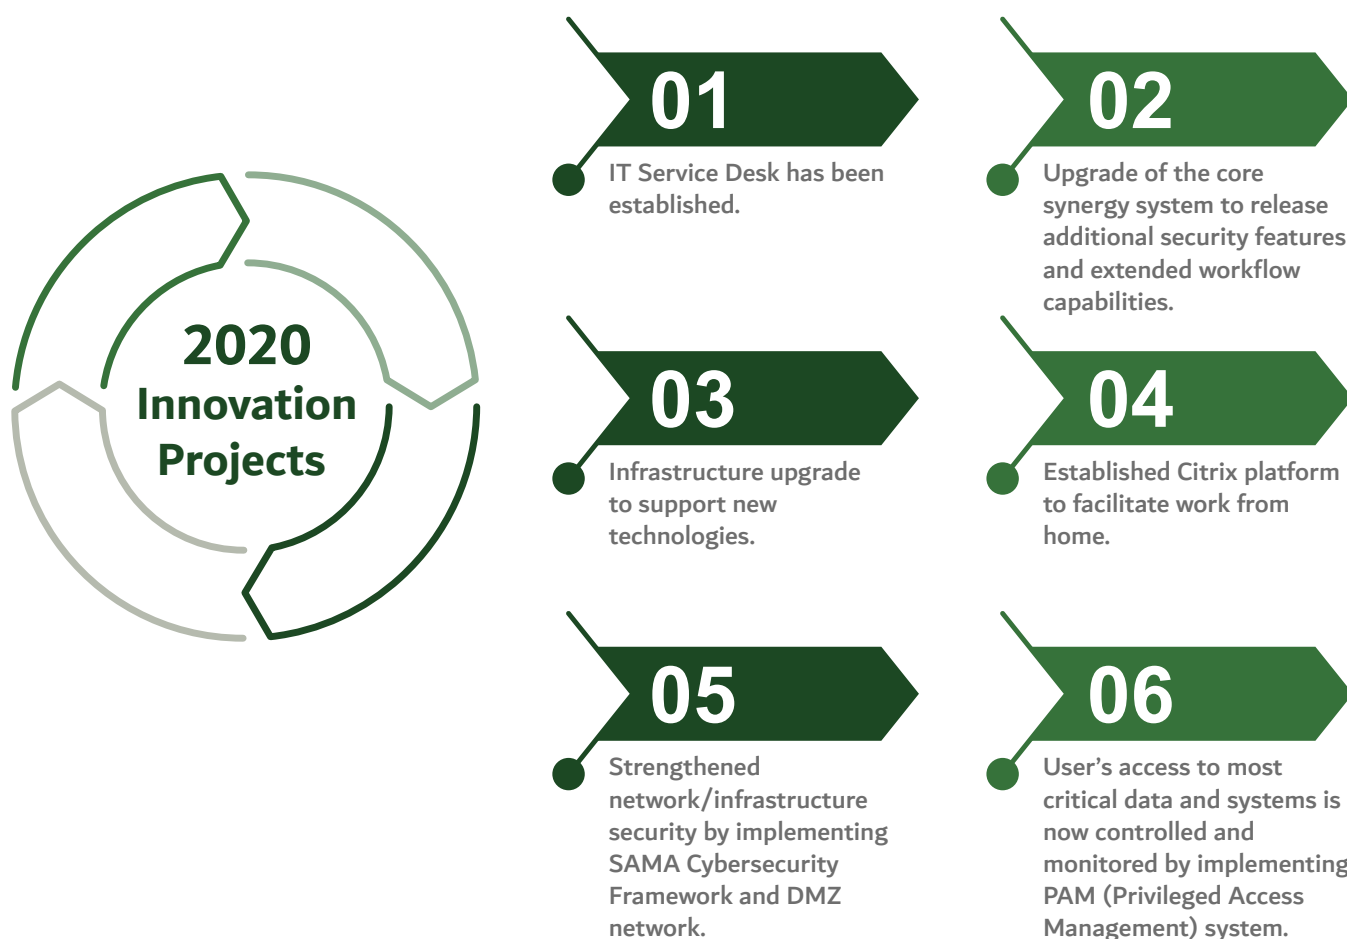 2020
Innovation
Projects
01
IT Service Desk has been
established.
02
Upgrade of the core
synergy system to release
additional security features
and extended workflow
capabilities.
03
Infrastructure upgrade
to support new
technologies.
04
Established Citrix platform
to facilitate work from
home.
05
Strengthened
network/infrastructure
security by implementing
SAMA Cybersecurity
Framework and DMZ
network.
06
User’s access to most
critical data and systems is
now controlled and
monitored by implementing
PAM (Privileged Access
Management) system.